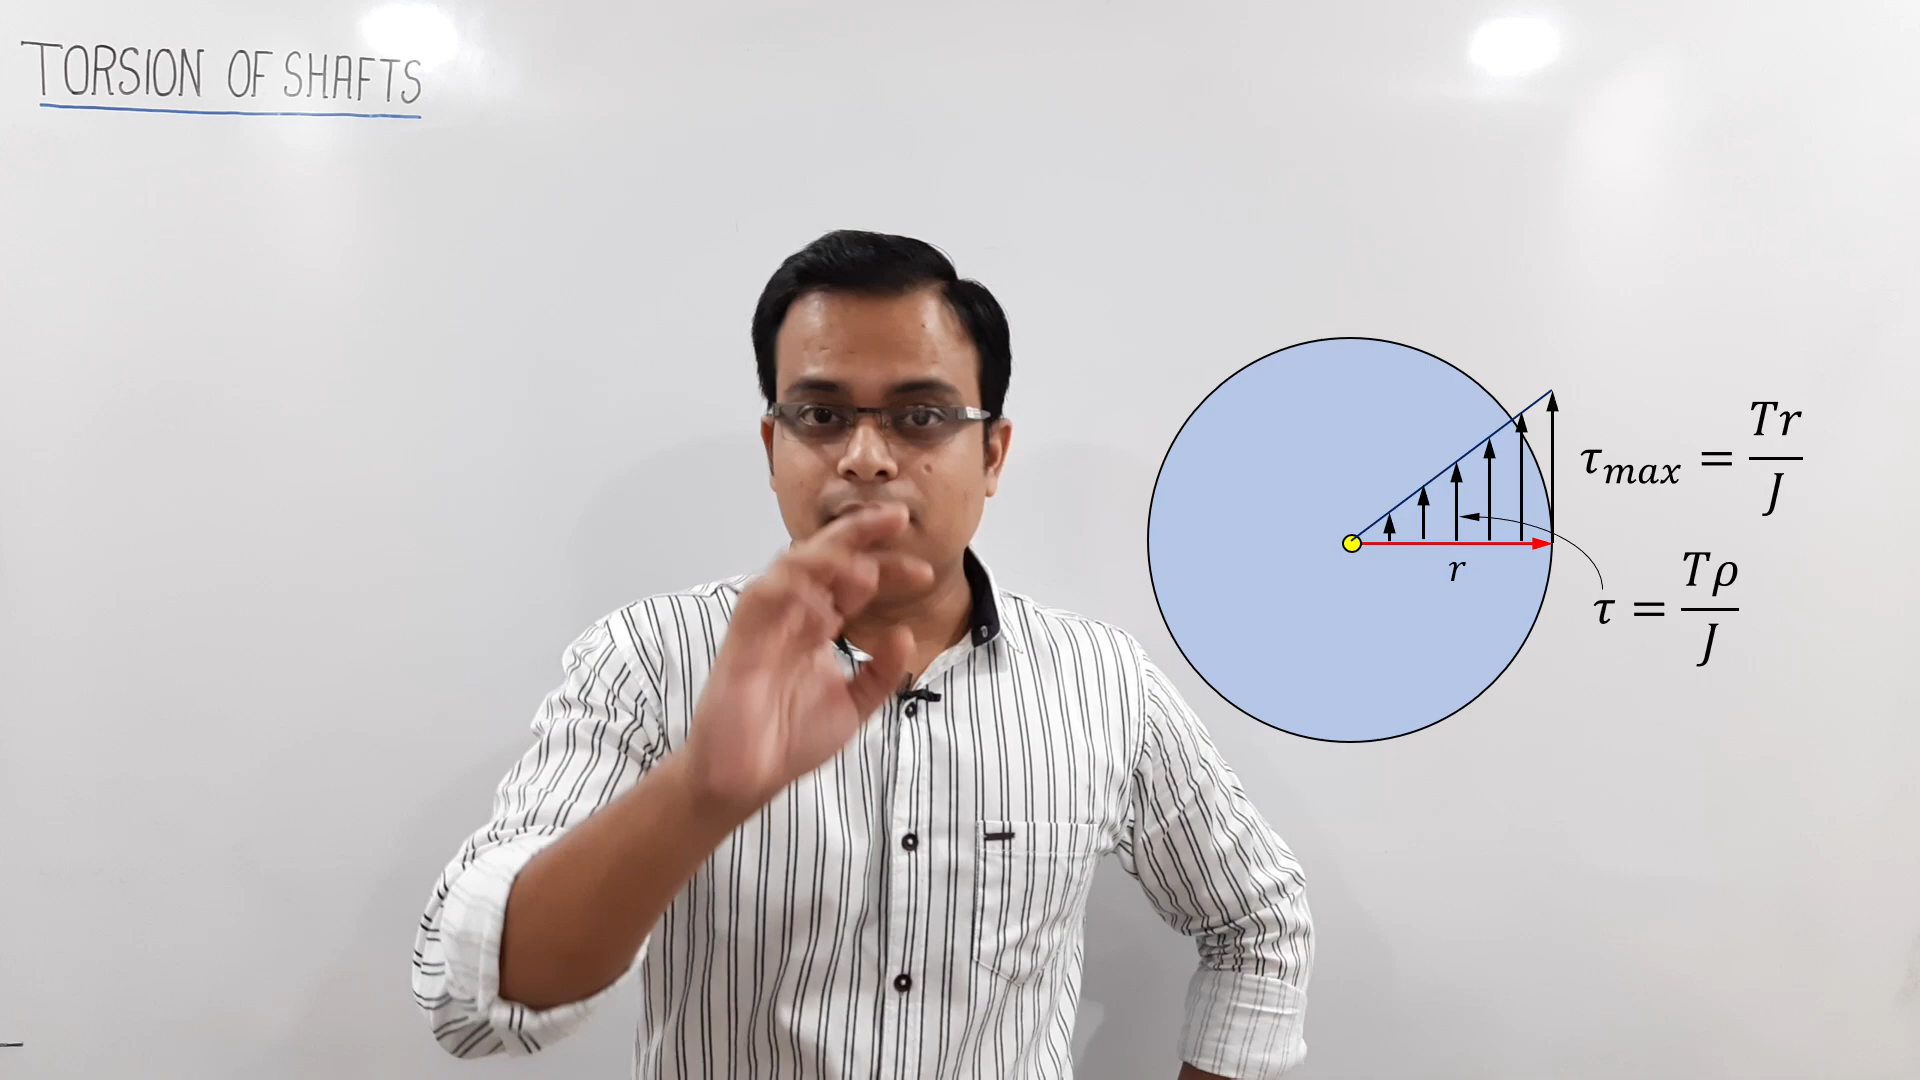 TORSION OF SHAFTS
τ_max = Tr/J
r
τ = Tρ/J